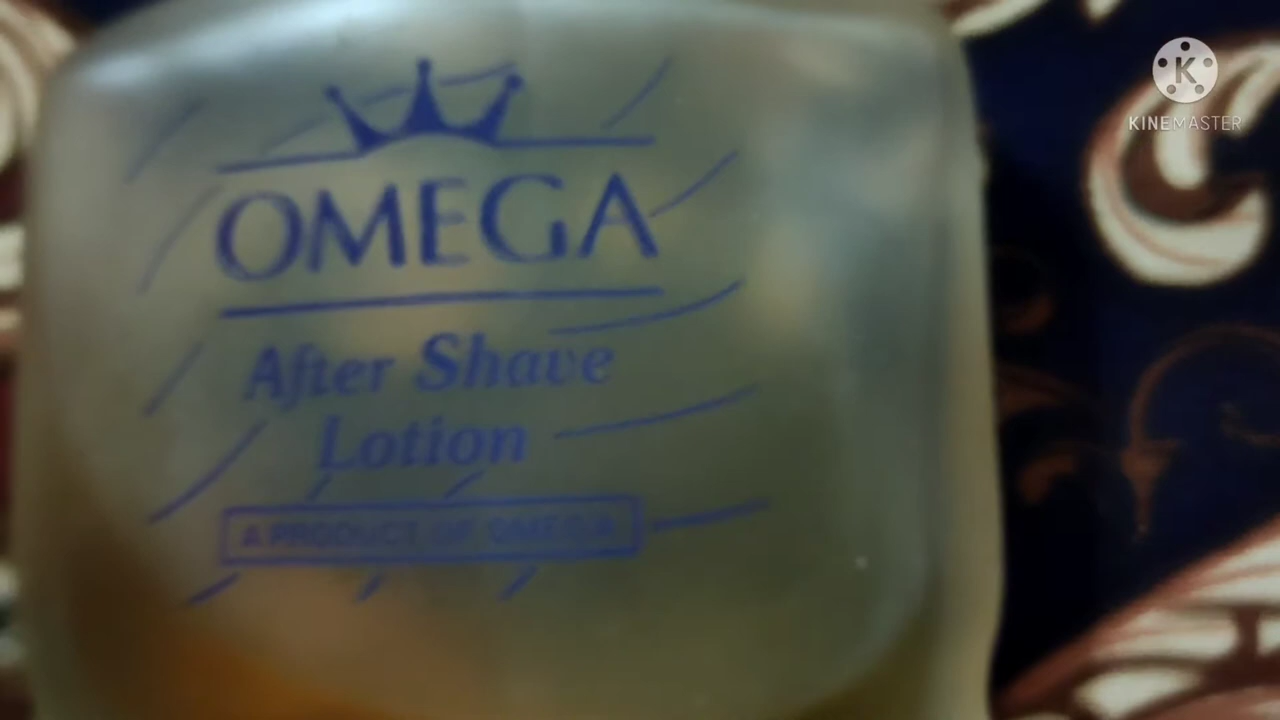 OMEGA
After Shave
Lotion
A PRODUCT OF OMEGA
KINEMASTER